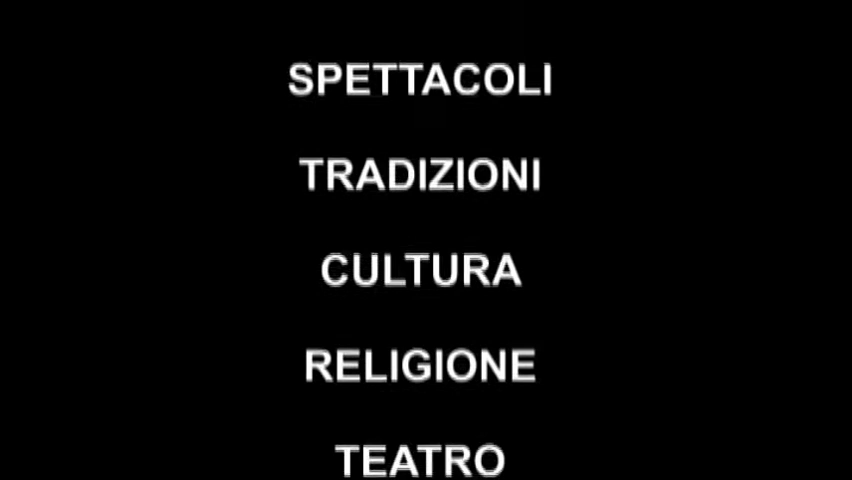 SPETTACOLI
TRADIZIONI
CULTURA
RELIGIONE
TEATRO